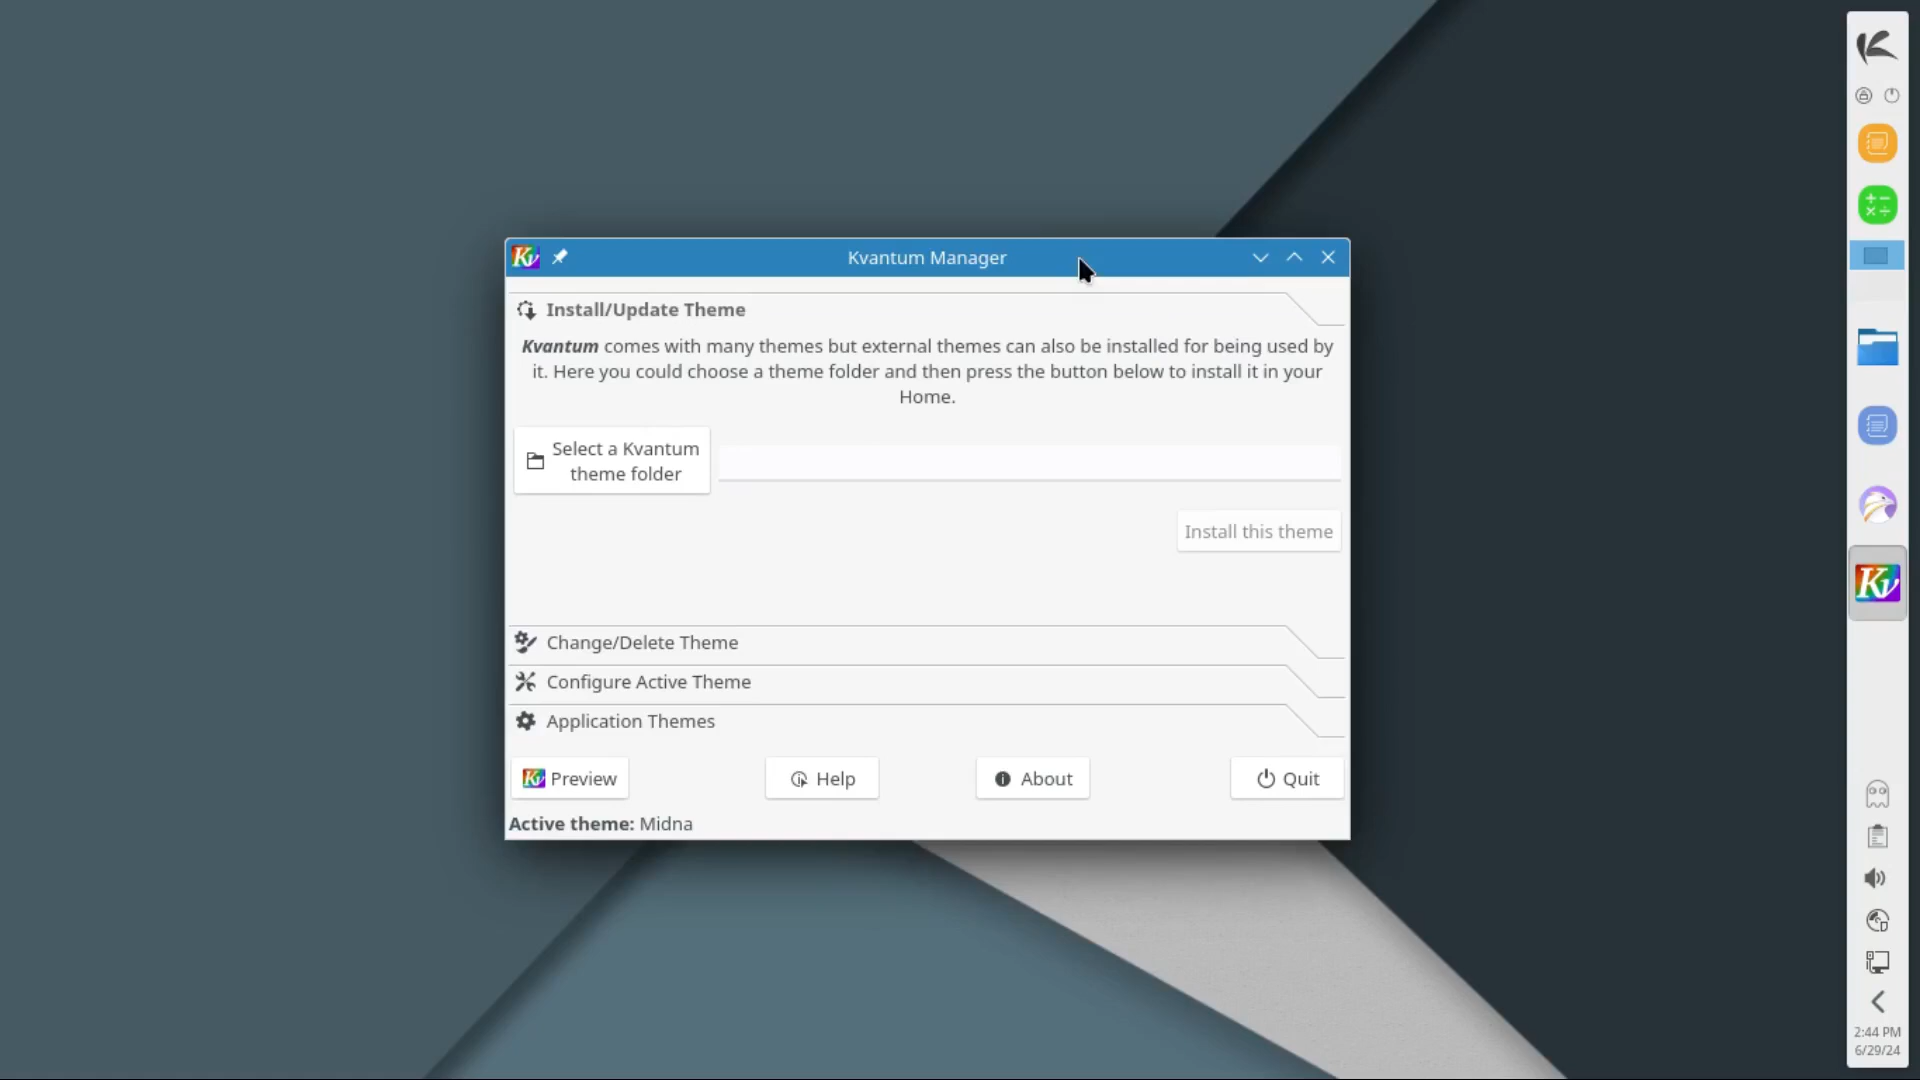 Kv Kvantum Manager
Install/Update Theme
Kvantum comes with many themes but external themes can also be installed for being used by
it. Here you could choose a theme folder and then press the button below to install it in your
Home.
Select a Kvantum
theme folder
Install this theme
Change/Delete Theme
Configure Active Theme
Application Themes
Kv Preview
Help
About
Quit
Active theme: Midna
Kv
2:44 PM
6/29/24